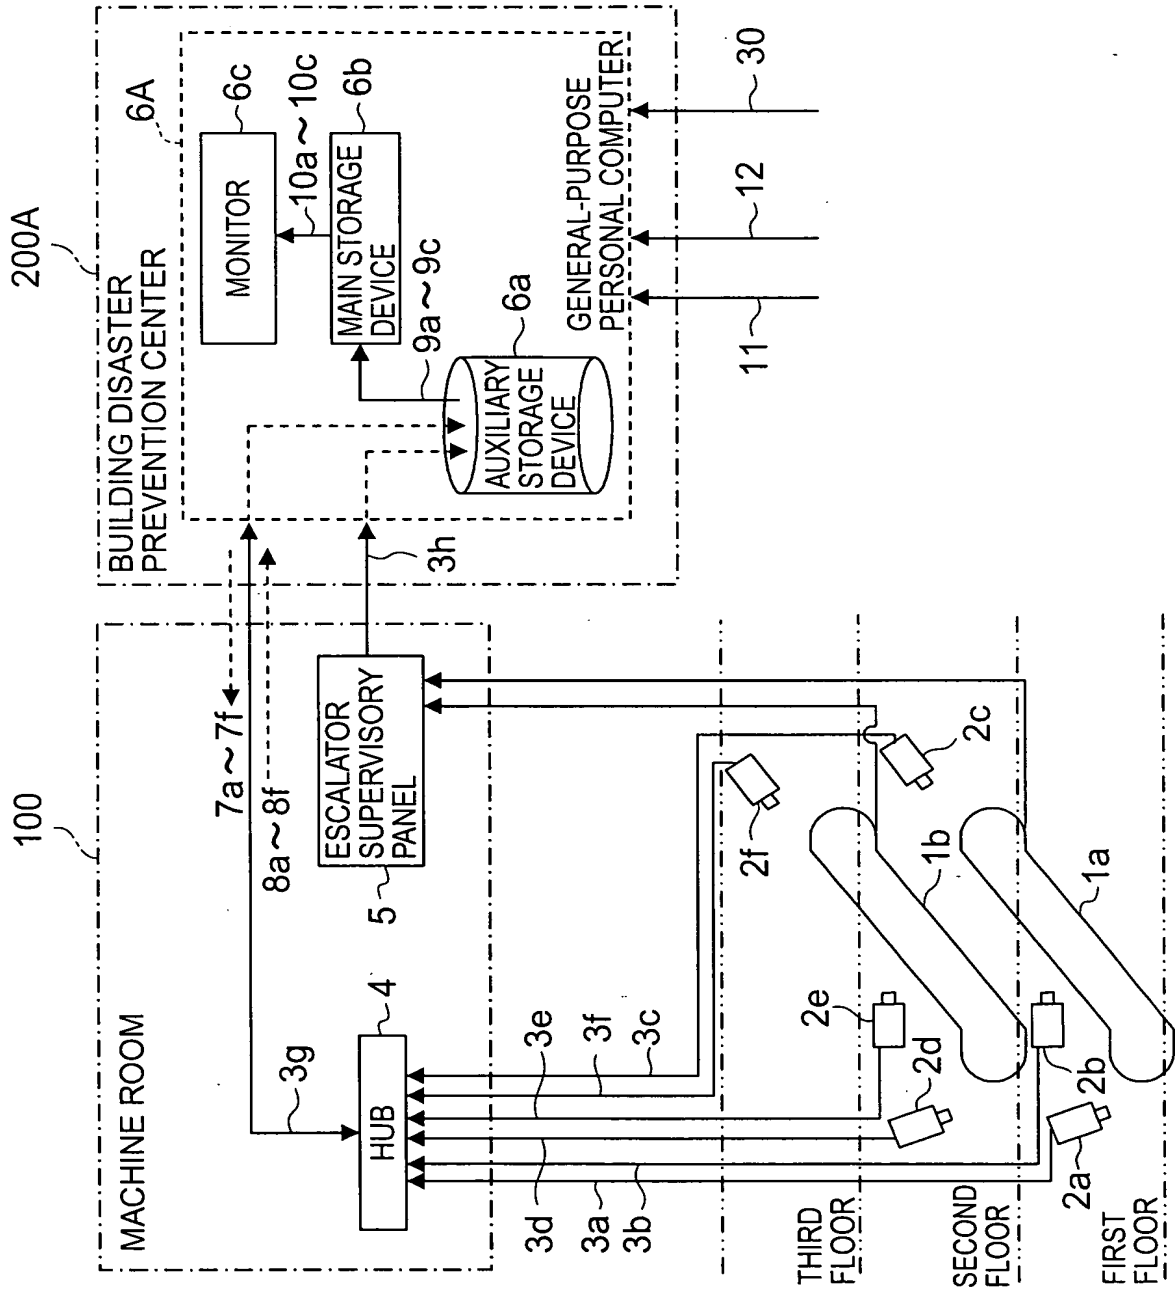 100
200A
MACHINE ROOM
BUILDING DISASTER
PREVENTION CENTER
6A
3g
7a～7f
8a～8f
MONITOR
6c
10a～10c
MAIN STORAGE
DEVICE
6b
9a～9c
HUB
4
ESCALATOR
SUPERVISORY
PANEL
5
3h
AUXILIARY
STORAGE
DEVICE
6a
GENERAL-PURPOSE
PERSONAL COMPUTER
11
12
30
3a
3b
3d
3e
3f
3c
THIRD
FLOOR
2e
2f
2d
2c
1b
SECOND
FLOOR
2a
2b
1a
FIRST
FLOOR